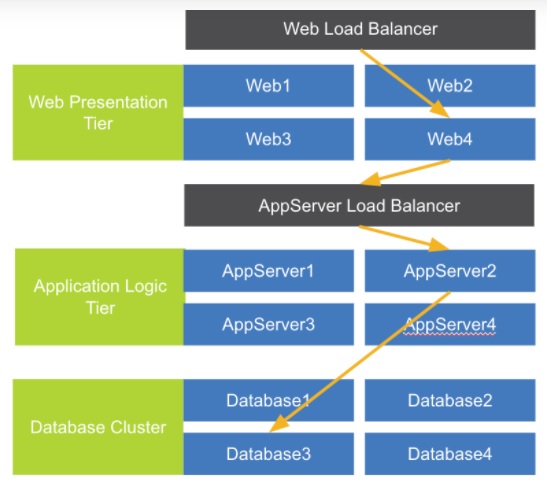 Web Load Balancer
Web Presentation
Tier
Web1
Web2
Web3
Web4
AppServer Load Balancer
Application Logic
Tier
AppServer1
AppServer2
AppServer3
AppServer4
Database Cluster
Database1
Database2
Database3
Database4